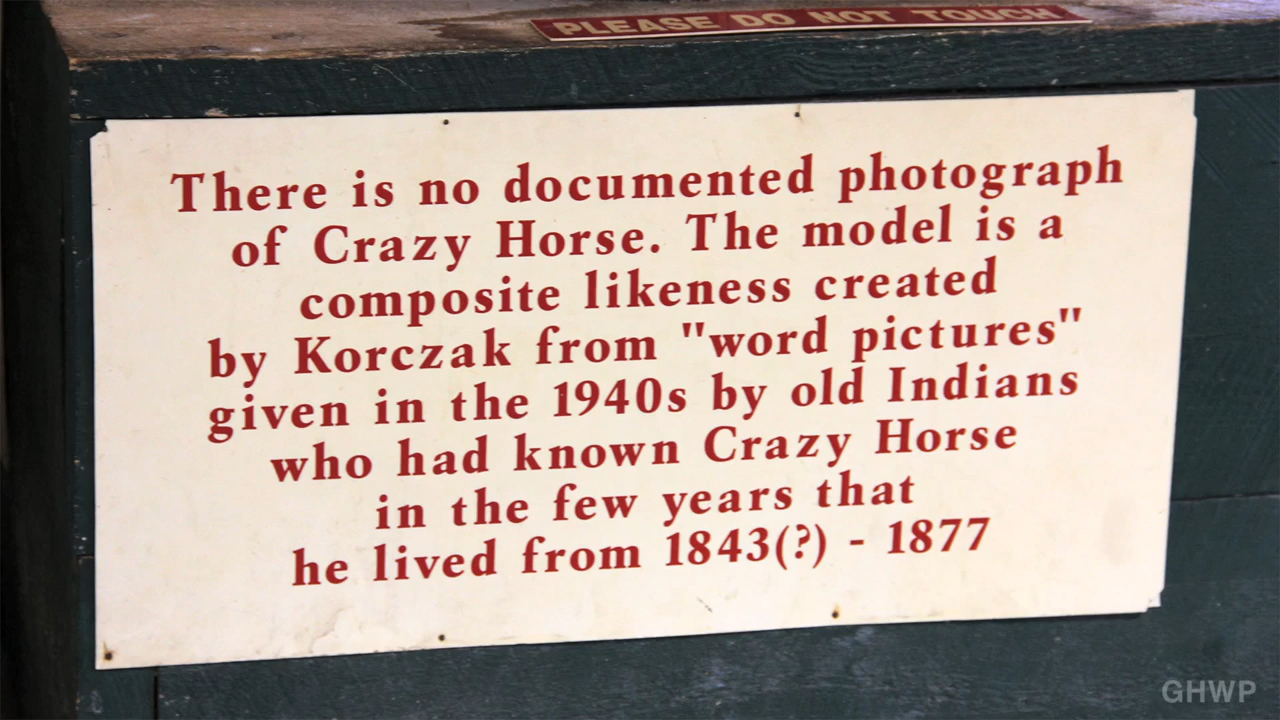 PLEASE DO NOT TOUCH
There is no documented photograph
of Crazy Horse. The model is a
composite likeness created
by Korczak from "word pictures"
given in the 1940s by old Indians
who had known Crazy Horse
in the few years that
he lived from 1843(?) - 1877
GHWP